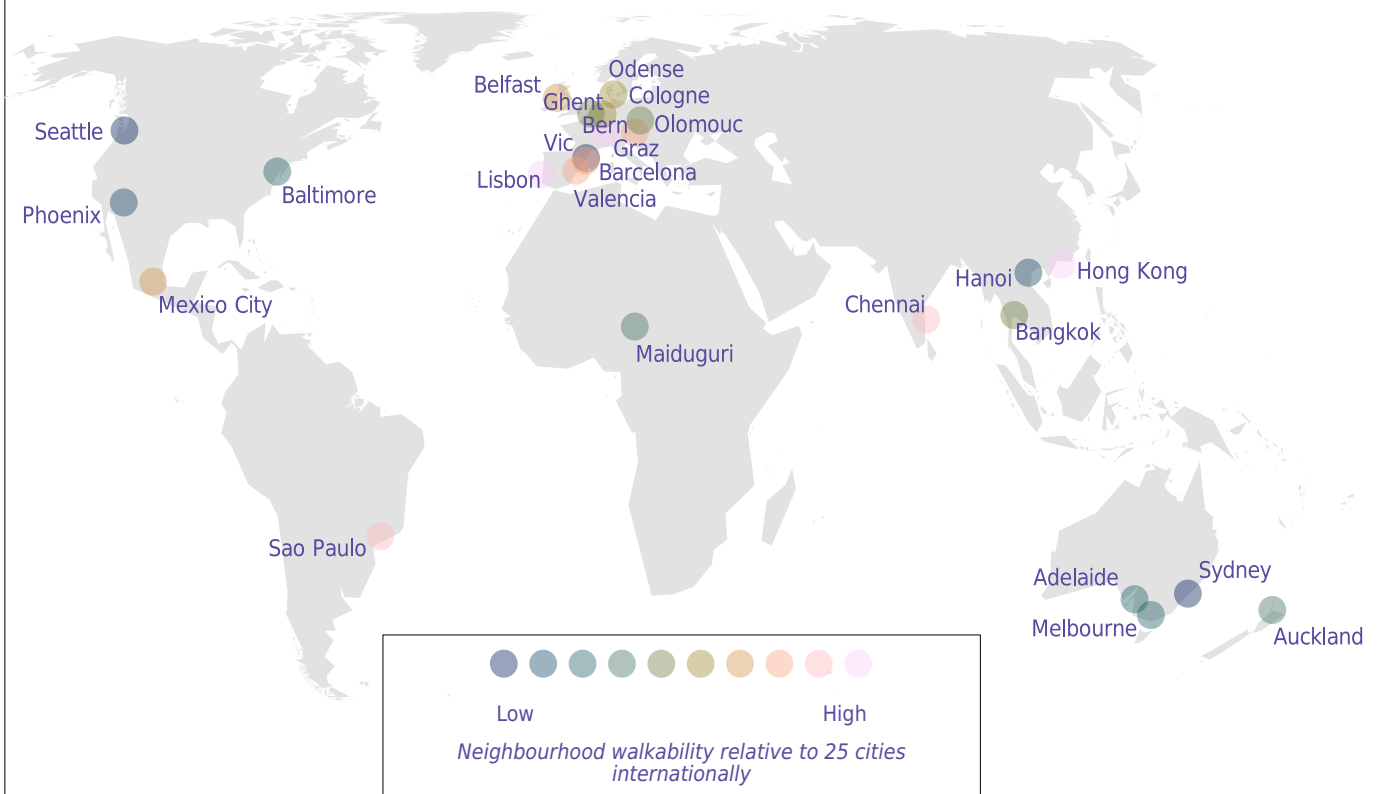 Odense
Belfast
Cologne
Ghent
Seattle
Bern
Olomouc
Vic
Graz
Barcelona
Lisbon
Baltimore
Valencia
Phoenix
Hanoi
Hong Kong
Mexico City
Chennai
Bangkok
Maiduguri
Sao Paulo
Sydney
Adelaide
Melbourne
Auckland
Low
High
Neighbourhood walkability relative to 25 cities
internationally